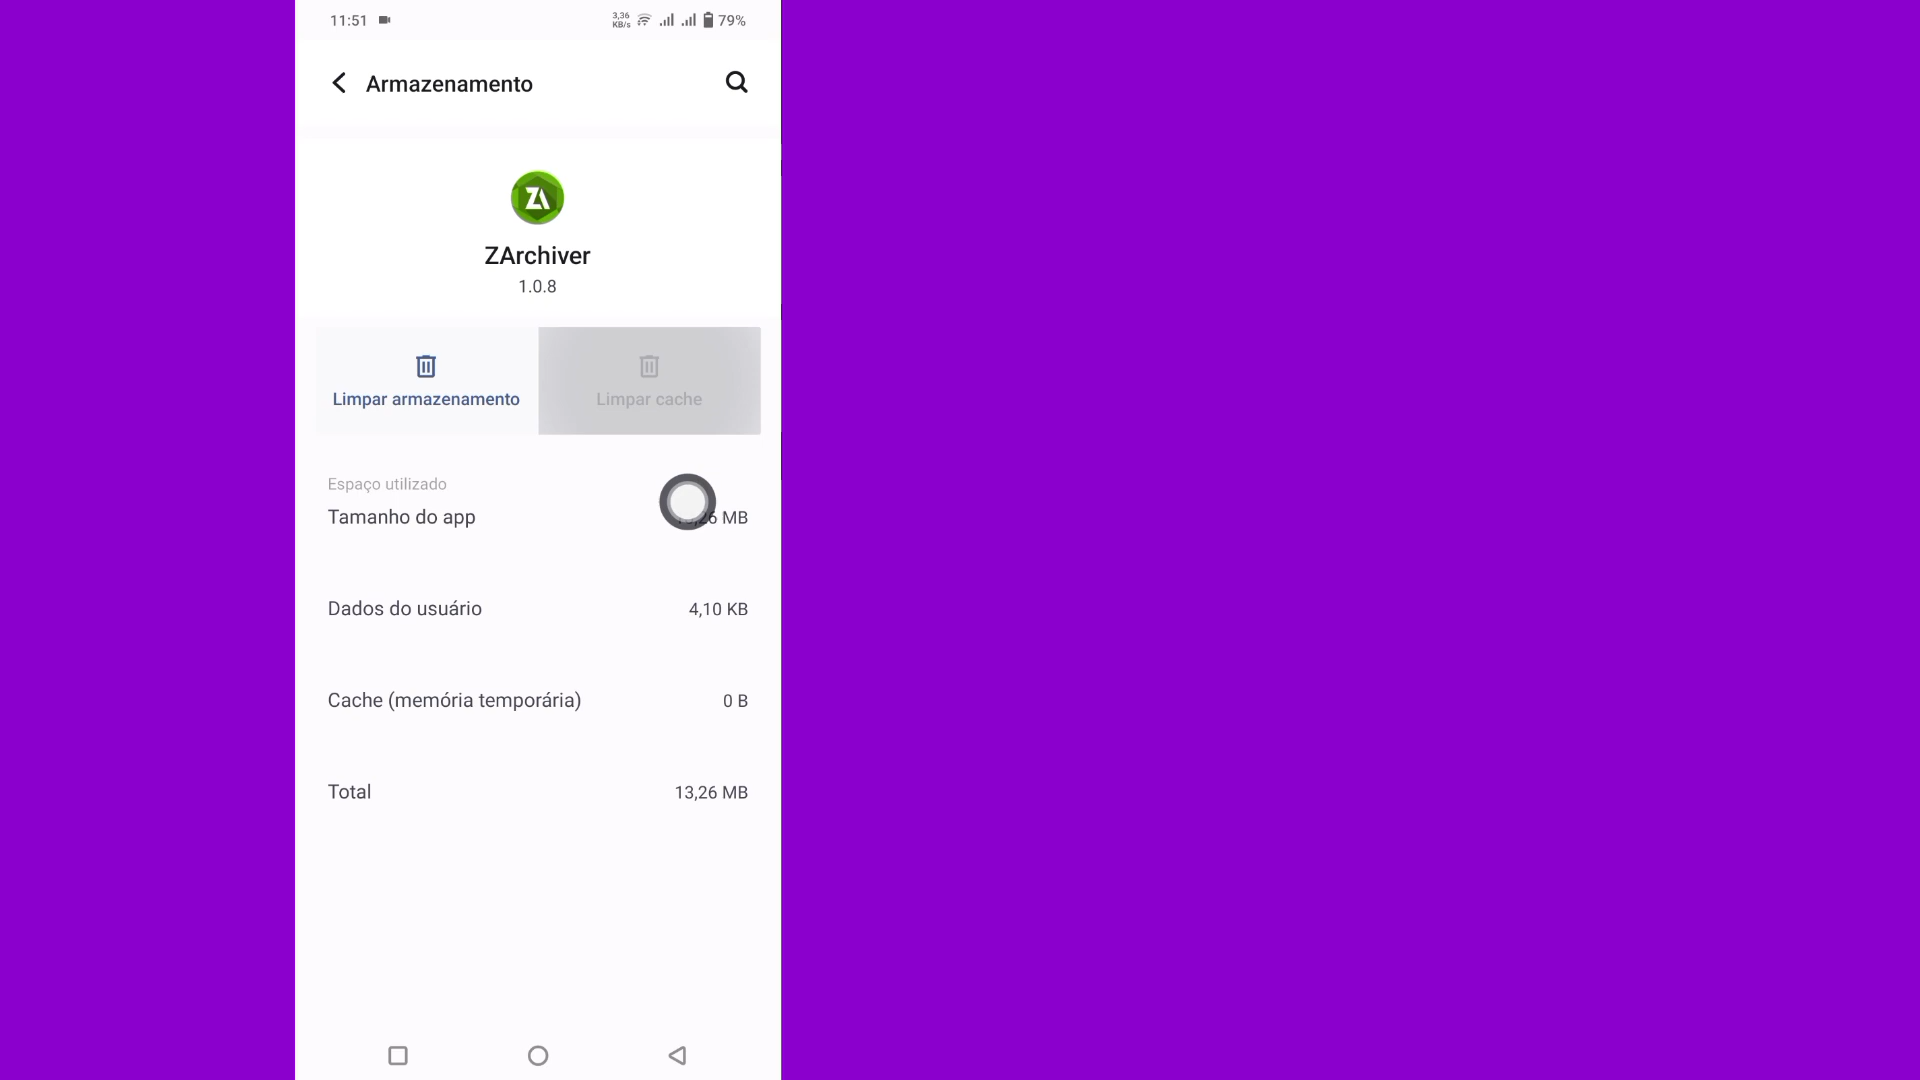 11:51 3,36 KB/s 79%
Armazenamento
ZA
ZArchiver
1.0.8
Limpar armazenamento
Limpar cache
Espaço utilizado
Tamanho do app MB
Dados do usuário 4,10 KB
Cache (memória temporária) 0 B
Total 13,26 MB